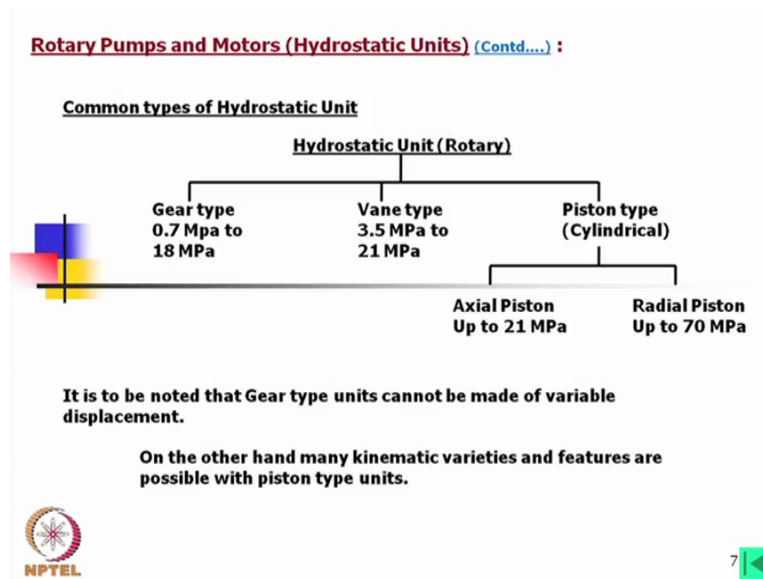 Rotary Pumps and Motors (Hydrostatic Units) (Contd....) :
Common types of Hydrostatic Unit
Hydrostatic Unit (Rotary)
Gear type
0.7 Mpa to
18 MPa
Vane type
3.5 MPa to
21 MPa
Piston type
(Cylindrical)
Axial Piston
Up to 21 MPa
Radial Piston
Up to 70 MPa
It is to be noted that Gear type units cannot be made of variable
displacement.
On the other hand many kinematic varieties and features are
possible with piston type units.
NPTEL
7